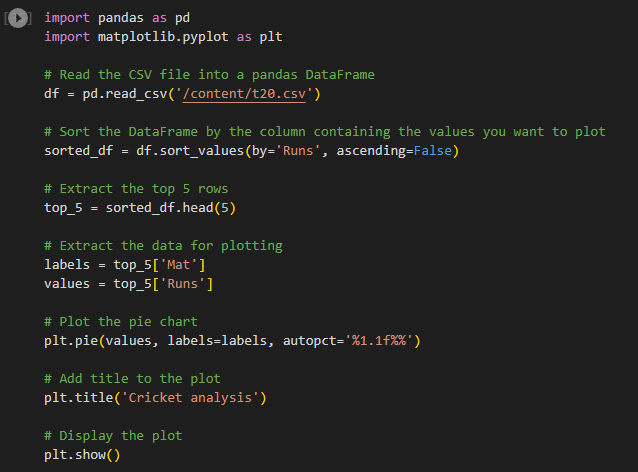 import pandas as pd
import matplotlib.pyplot as plt
# Read the CSV file into a pandas DataFrame
df = pd.read_csv('/content/t20.csv')
# Sort the DataFrame by the column containing the values you want to plot
sorted_df = df.sort_values(by='Runs', ascending=False)
# Extract the top 5 rows
top_5 = sorted_df.head(5)
# Extract the data for plotting
labels = top_5['Mat']
values = top_5['Runs']
# Plot the pie chart
plt.pie(values, labels=labels, autopct='%1.1f%%')
# Add title to the plot
plt.title('Cricket analysis')
# Display the plot
plt.show()